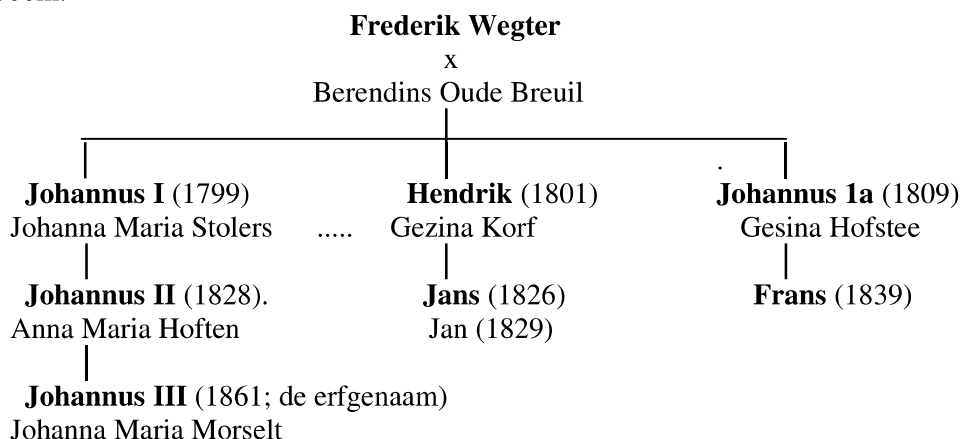 Frederik Wegter
x
Berendins Oude Breuil
Johannus I (1799) Hendrik (1801) Johannus 1a (1809)
Johanna Maria Stolers ..... Gezina Korf Gesina Hofstee
Johannus II (1828). Jans (1826) Frans (1839)
Anna Maria Hoften Jan (1829)
Johannus III (1861; de erfgenaam)
Johanna Maria Morselt